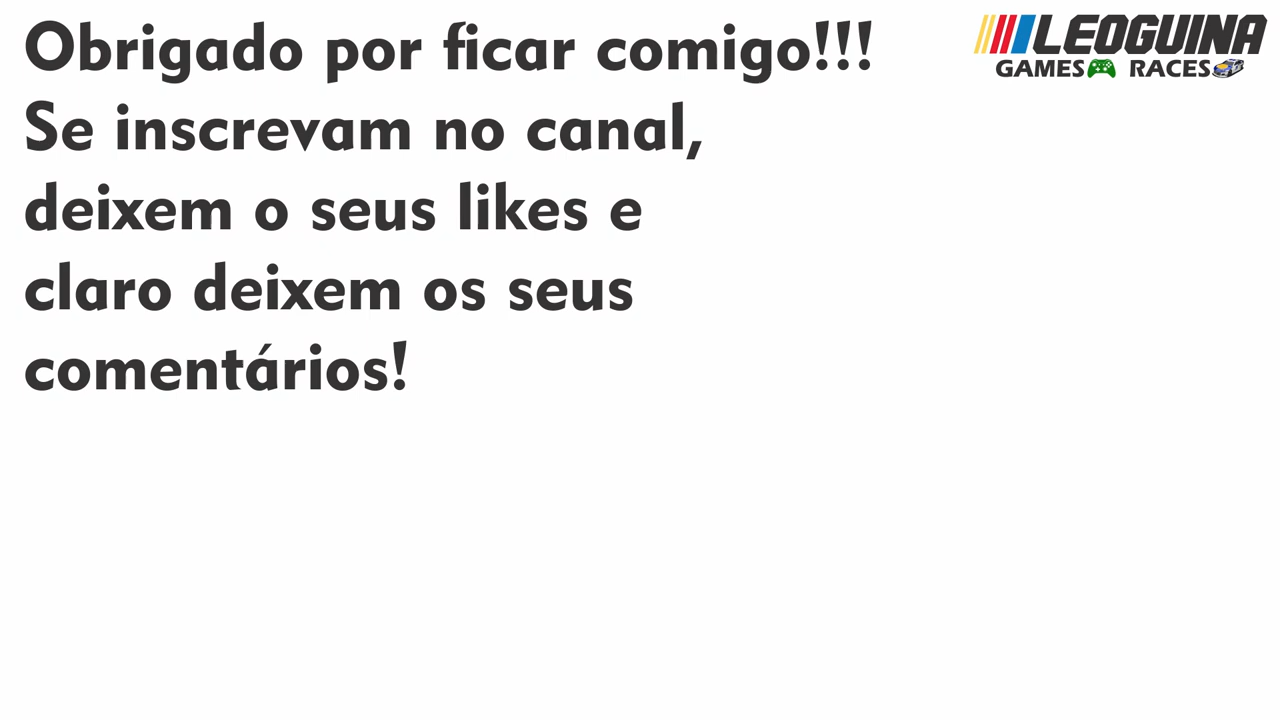 Obrigado por ficar comigo!!!
Se inscrevam no canal,
deixem o seus likes e
claro deixem os seus
comentários!
LEOGUINA
GAMES RACES